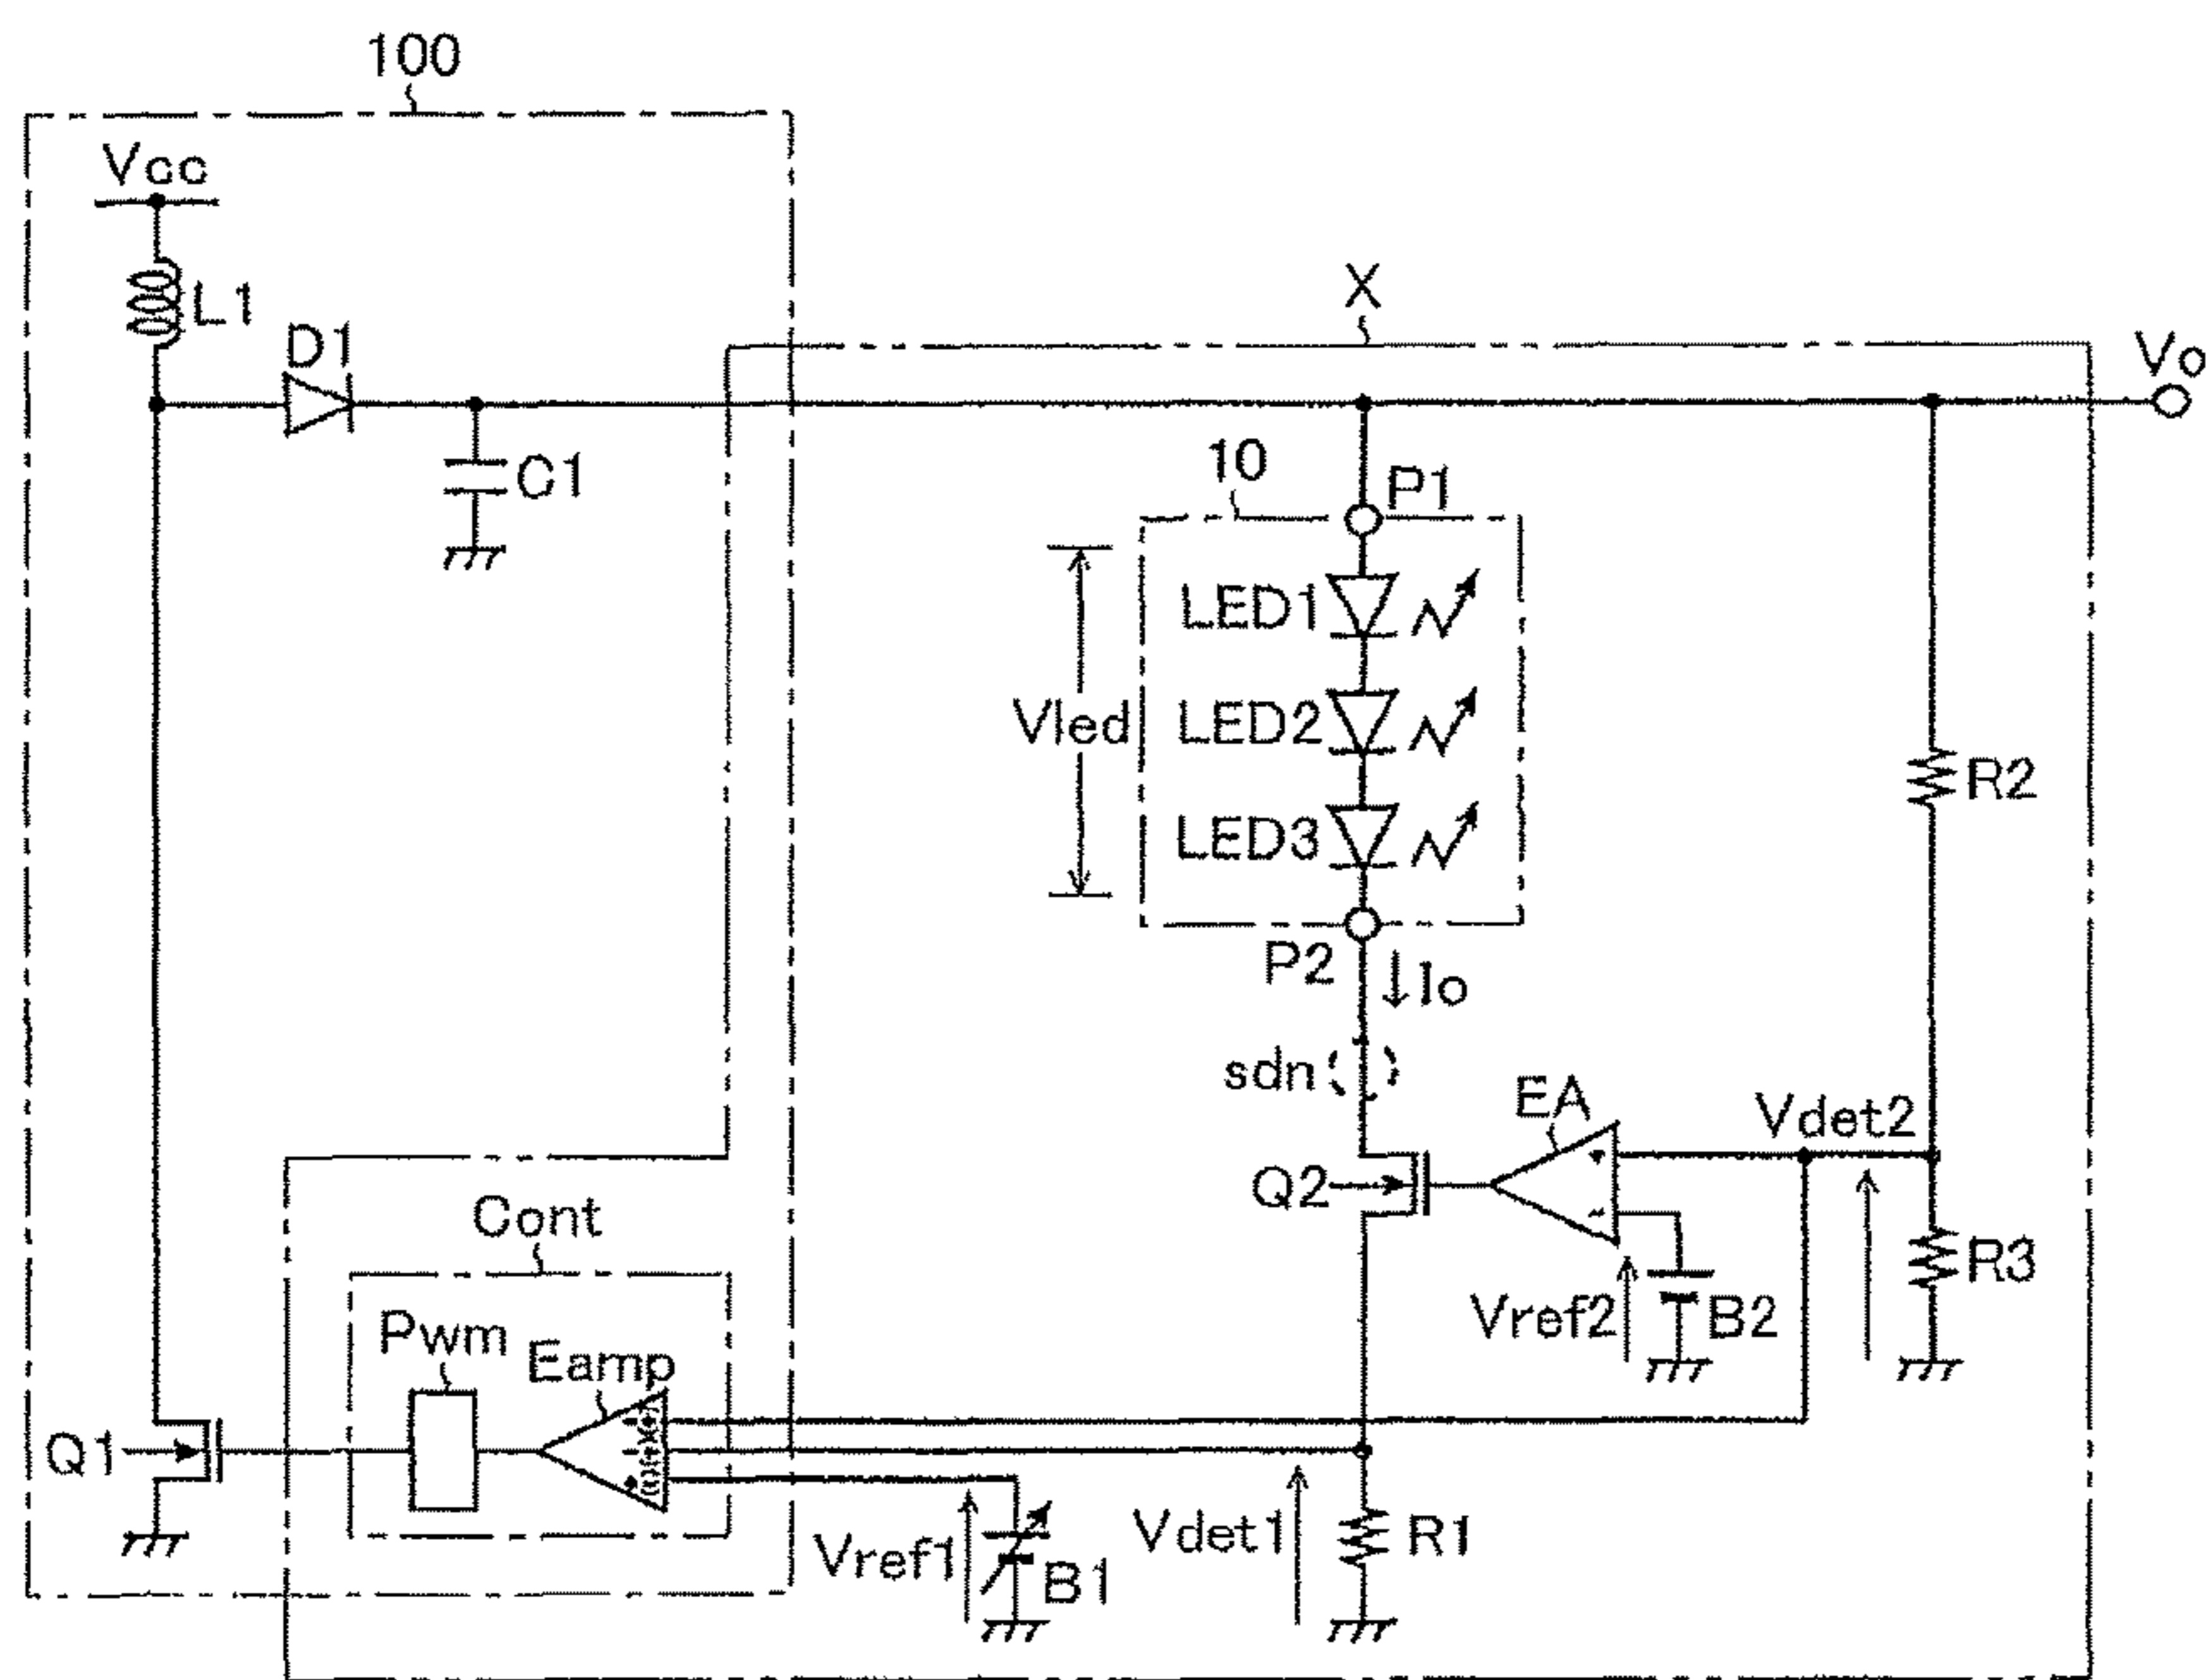 100
Vcc
L1
D1
C1
X
Vo
10
P1
LED1
LED2
LED3
Vled
P2
Io
sdn
R2
EA
Vdet2
Q2
Vref2
B2
R3
Cont
Pwm
Eamp
Q1
Vref1
B1
Vdet1
R1